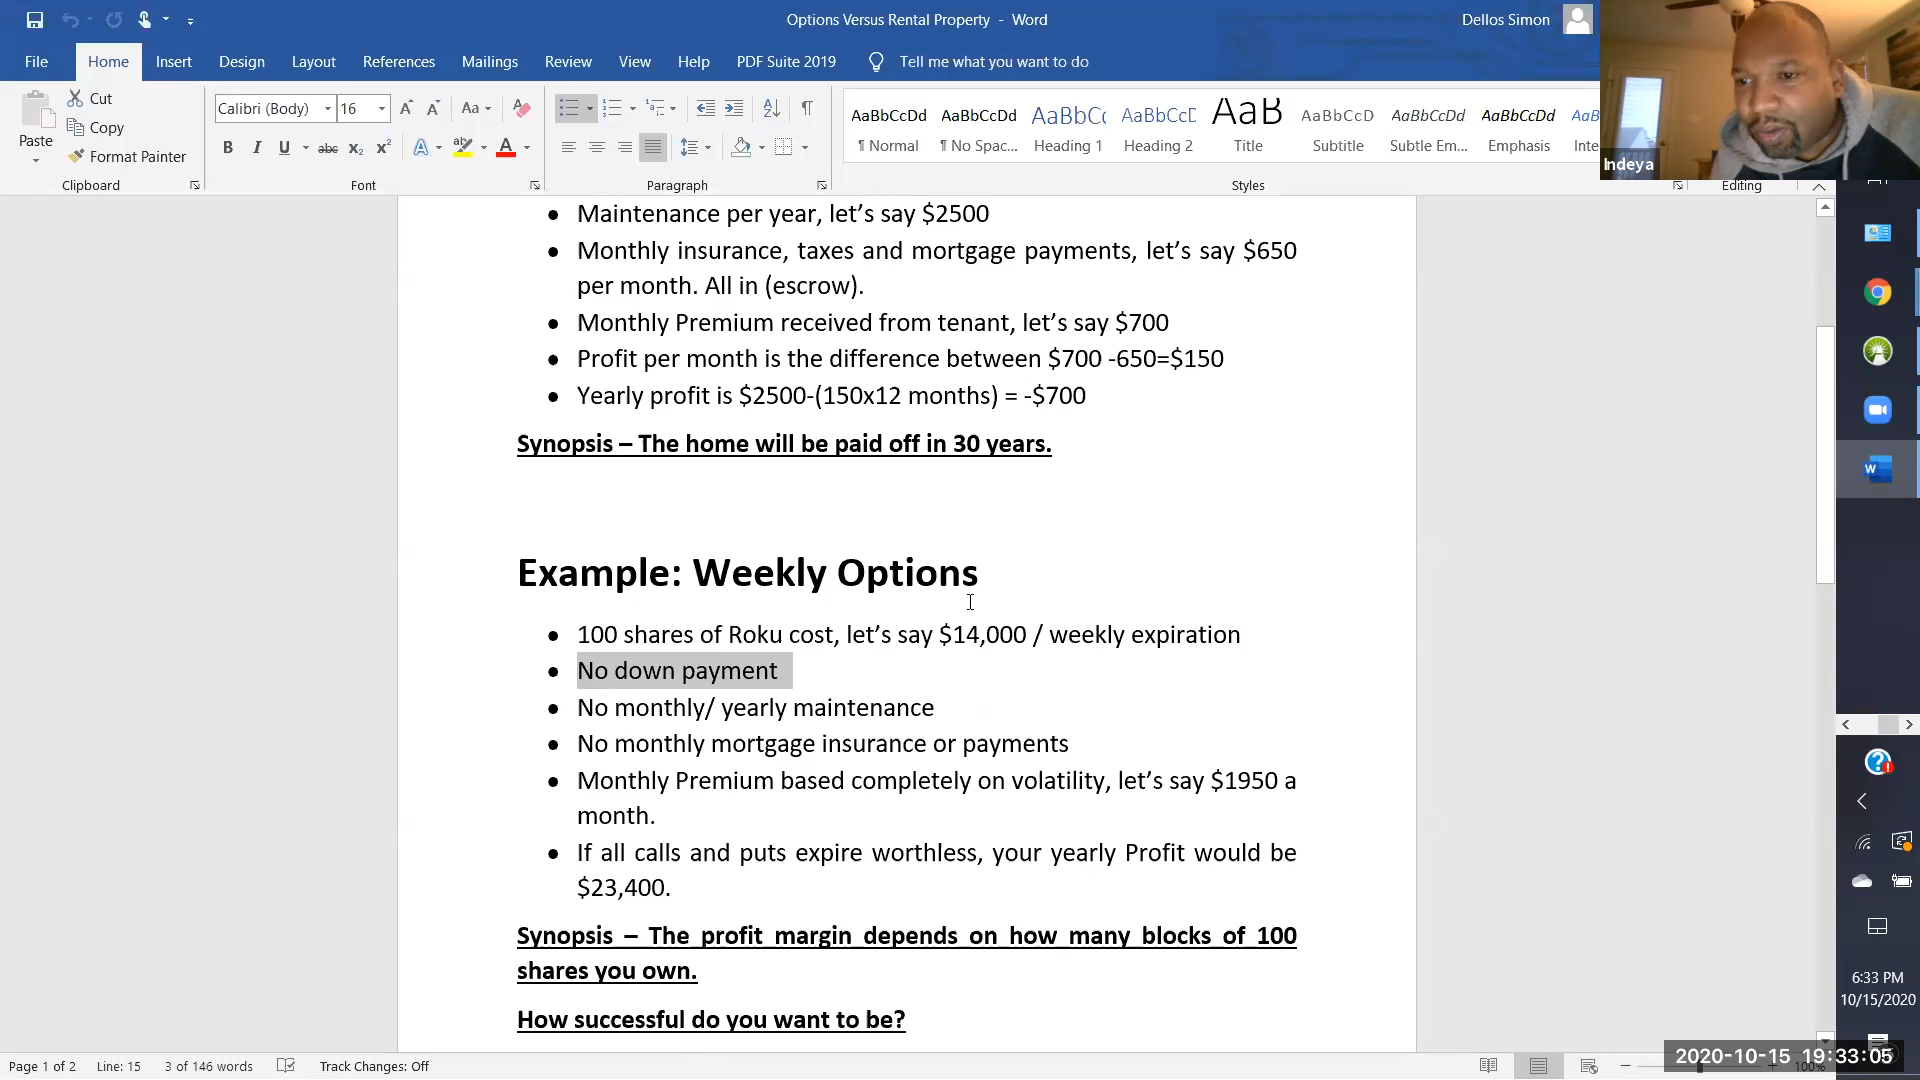 Options Versus Rental Property - Word
Dellos Simon
File Home Insert Design Layout References Mailings Review View Help PDF Suite 2019 Tell me what you want to do
Paste
Cut
Copy
Format Painter
Calibri (Body) 16
AaBbCcDd
¶ Normal
AaBbCcDd
¶ No Spac...
AaBbCc
Heading 1
AaBbCcD
Heading 2
AaB
Title
AaBbCcD
Subtitle
AaBbCcDd
Subtle Em...
AaBbCcDd
Emphasis
AaBb
Inte
Indeya
Clipboard Font Paragraph Styles Editing
Maintenance per year, let’s say $2500
Monthly insurance, taxes and mortgage payments, let’s say $650
per month. All in (escrow).
Monthly Premium received from tenant, let’s say $700
Profit per month is the difference between $700 -650=$150
Yearly profit is $2500-(150x12 months) = -$700
Synopsis – The home will be paid off in 30 years.
Example: Weekly Options
100 shares of Roku cost, let’s say $14,000 / weekly expiration
No down payment
No monthly/ yearly maintenance
No monthly mortgage insurance or payments
Monthly Premium based completely on volatility, let’s say $1950 a
month.
If all calls and puts expire worthless, your yearly Profit would be
$23,400.
Synopsis – The profit margin depends on how many blocks of 100
shares you own.
How successful do you want to be?
6:33 PM
10/15/2020
Page 1 of 2 Line: 15 3 of 146 words Track Changes: Off
100%
2020-10-15 19:33:05